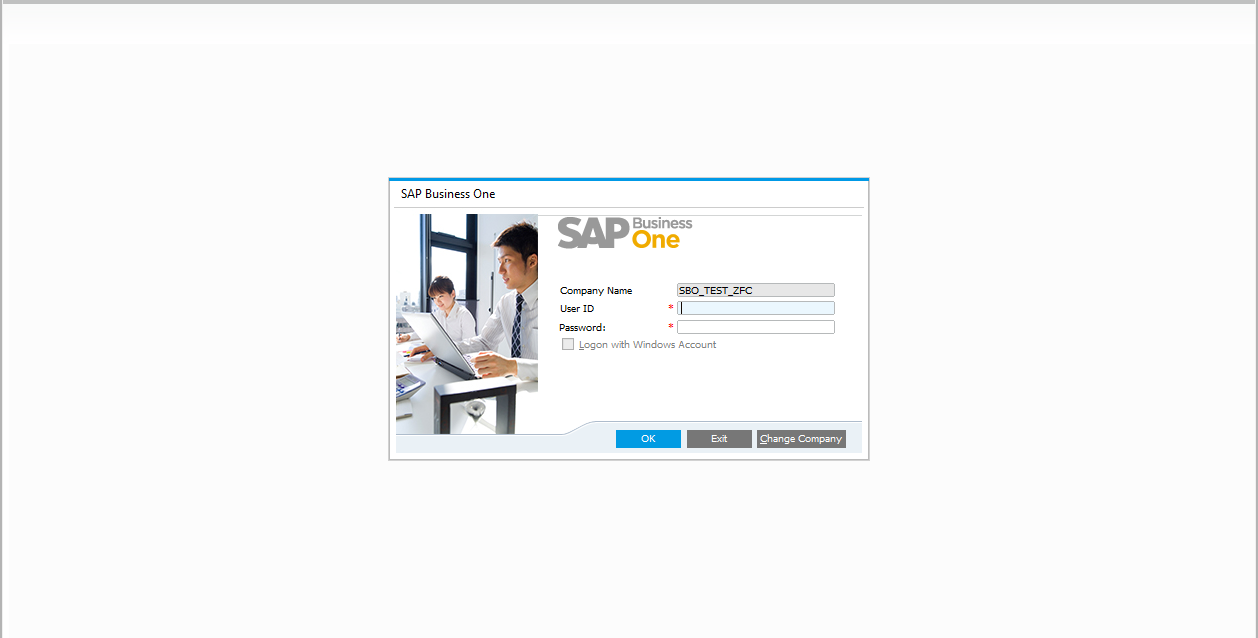 SAP Business One
SAP Business One
Company Name SBO_TEST_ZFC
User ID *
Password: *
Logon with Windows Account
OK Exit Change Company